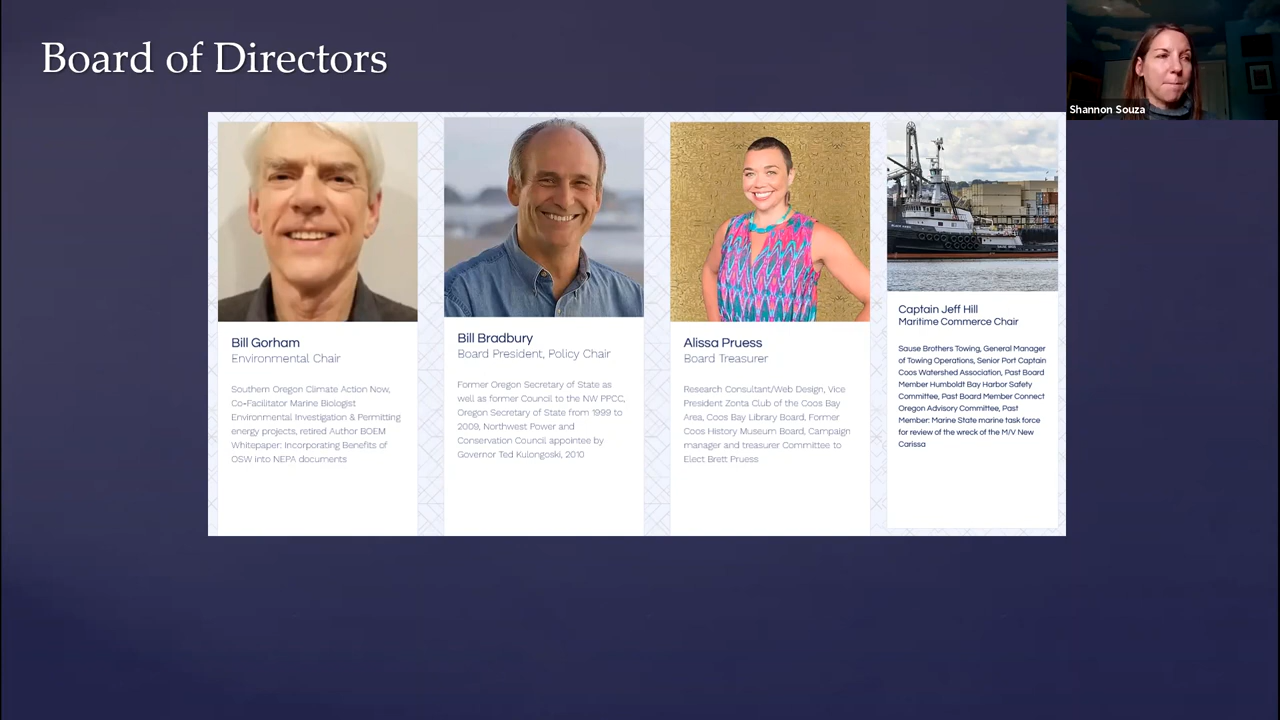 Board of Directors
Shannon Souza
Bill Gorham
Environmental Chair
Southern Oregon Climate Action Now,
Co-Facilitator Marine Biologist
Environmental Investigation & Permitting
energy projects, retired Author BOEM
Whitepaper: Incorporating Benefits of
OSW into NEPA documents
Bill Bradbury
Board President, Policy Chair
Former Oregon Secretary of State as
well as former Council to the NW PPCC,
Oregon Secretary of State from 1999 to
2009, Northwest Power and
Conservation Council appointee by
Governor Ted Kulongoski, 2010
Alissa Pruess
Board Treasurer
Research Consultant/Web Design, Vice
President Zonta Club of the Coos Bay
Area, Coos Bay Library Board, Former
Coos History Museum Board, Campaign
manager and treasurer Committee to
Elect Brett Pruess
Captain Jeff Hill
Maritime Commerce Chair
Sause Brothers Towing, General Manager
of Towing Operations, Senior Port Captain
Coos Watershed Association, Past Board
Member Humboldt Bay Harbor Safety
Committee, Past Board Member Connect
Oregon Advisory Committee, Past
Member: Marine State marine task force
for review of the wreck of the M/V New
Carissa